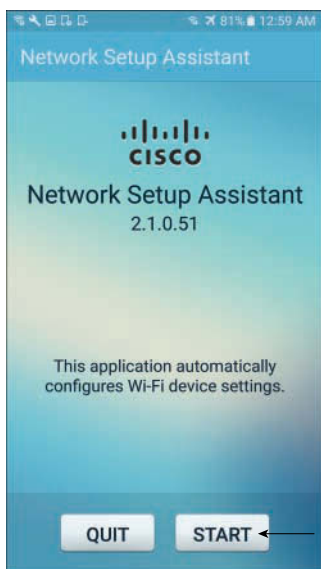 81% 12:59 AM
Network Setup Assistant
CISCO
Network Setup Assistant
2.1.0.51
This application automatically
configures Wi-Fi device settings.
QUIT START